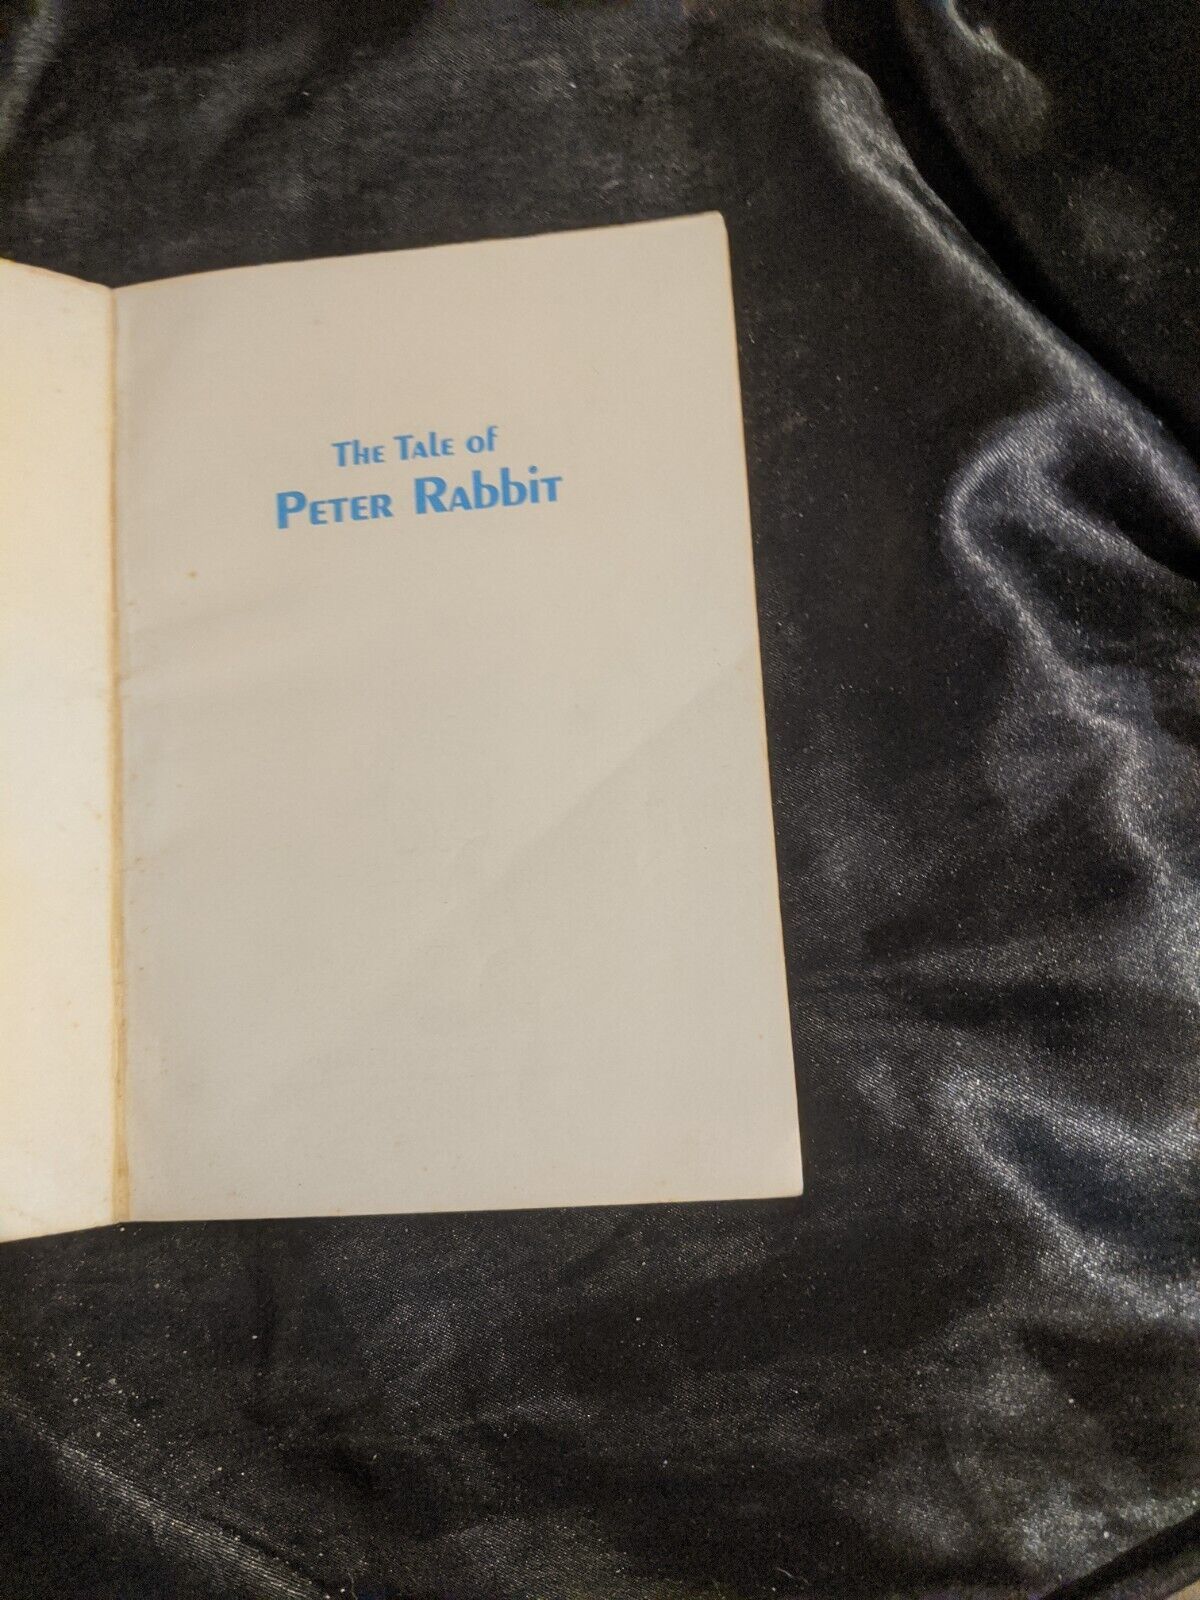 The Tale of
Peter Rabbit